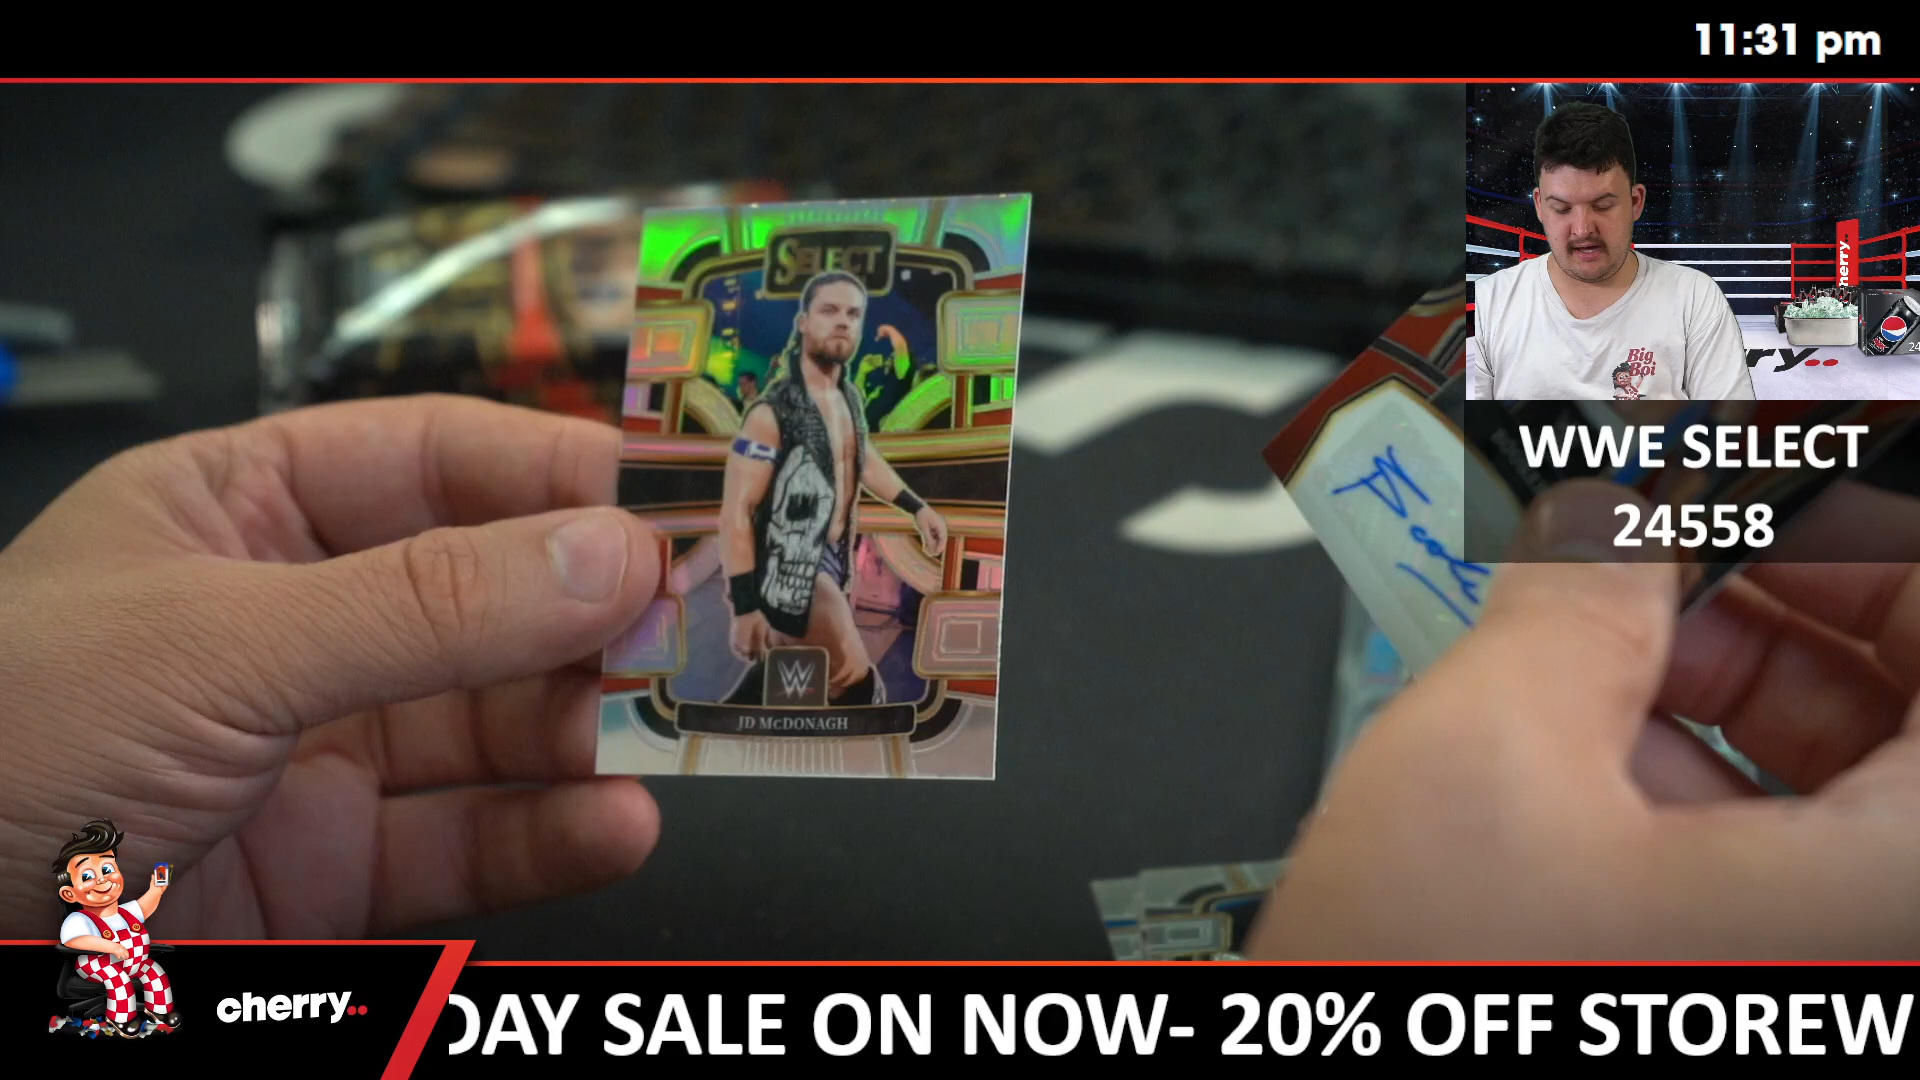 11:31 pm
SELECT
JD McDONAGH
Big
Boi
cherry
WWE SELECT
24558
cherry..
DAY SALE ON NOW- 20% OFF STOREW